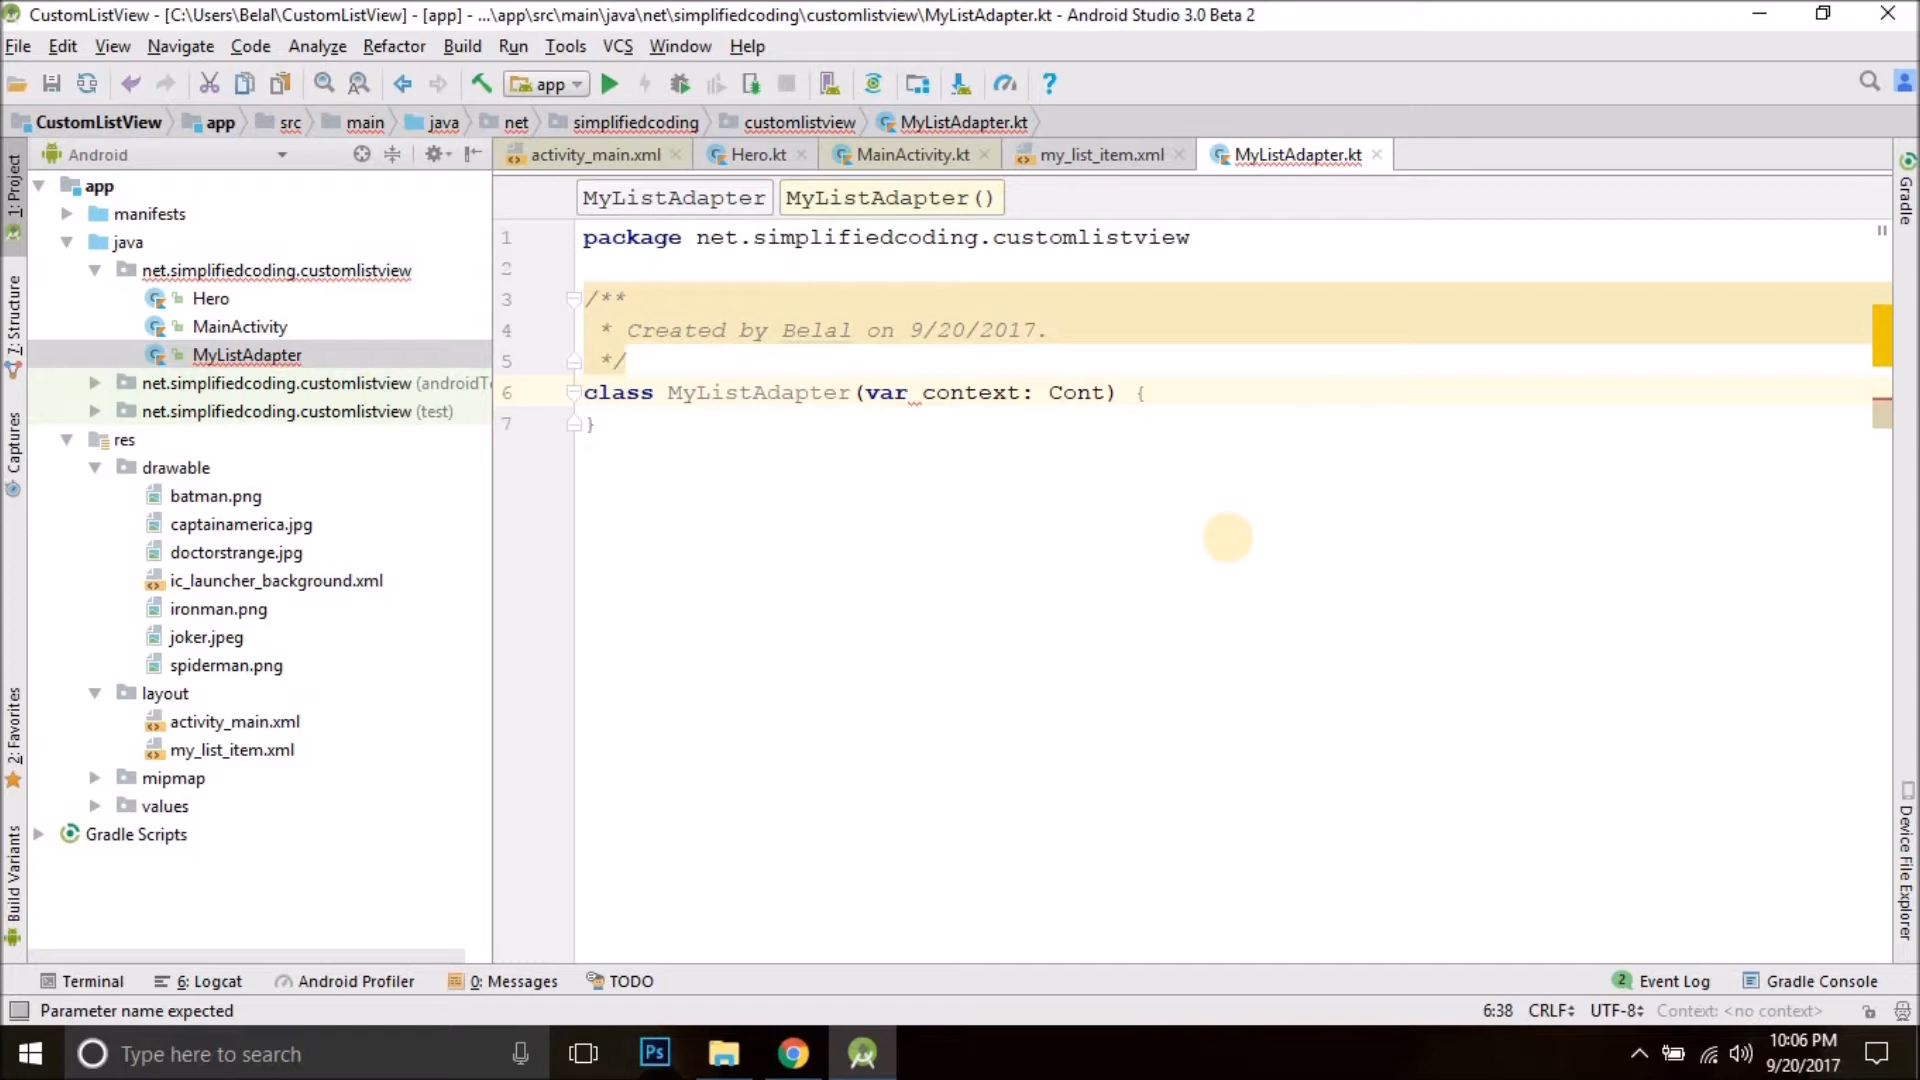 CustomListView - [C:\Users\Belal\CustomListView] - [app] - ...\app\src\main\java\net\simplifiedcoding\customlistview\MyListAdapter.kt - Android Studio 3.0 Beta 2
File Edit View Navigate Code Analyze Refactor Build Run Tools VCS Window Help
app
CustomListView app src main java net simplifiedcoding customlistview MyListAdapter.kt
Android
activity_main.xml Hero.kt MainActivity.kt my_list_item.xml MyListAdapter.kt
MyListAdapter MyListAdapter()
1: Project
7: Structure
Captures
2: Favorites
Build Variants
app
manifests
java
net.simplifiedcoding.customlistview
Hero
MainActivity
MyListAdapter
net.simplifiedcoding.customlistview (androidTe
net.simplifiedcoding.customlistview (test)
res
drawable
batman.png
captainamerica.jpg
doctorstrange.jpg
ic_launcher_background.xml
ironman.png
joker.jpeg
spiderman.png
layout
activity_main.xml
my_list_item.xml
mipmap
values
Gradle Scripts
1 package net.simplifiedcoding.customlistview
2
3 /**
4 * Created by Belal on 9/20/2017.
5 */
6 class MyListAdapter(var context: Cont) {
7 }
Gradle
Device File Explorer
Terminal 6: Logcat Android Profiler 0: Messages TODO 2 Event Log Gradle Console
Parameter name expected 6:38 CRLF UTF-8 Context: <no context>
Type here to search Ps 10:06 PM
9/20/2017